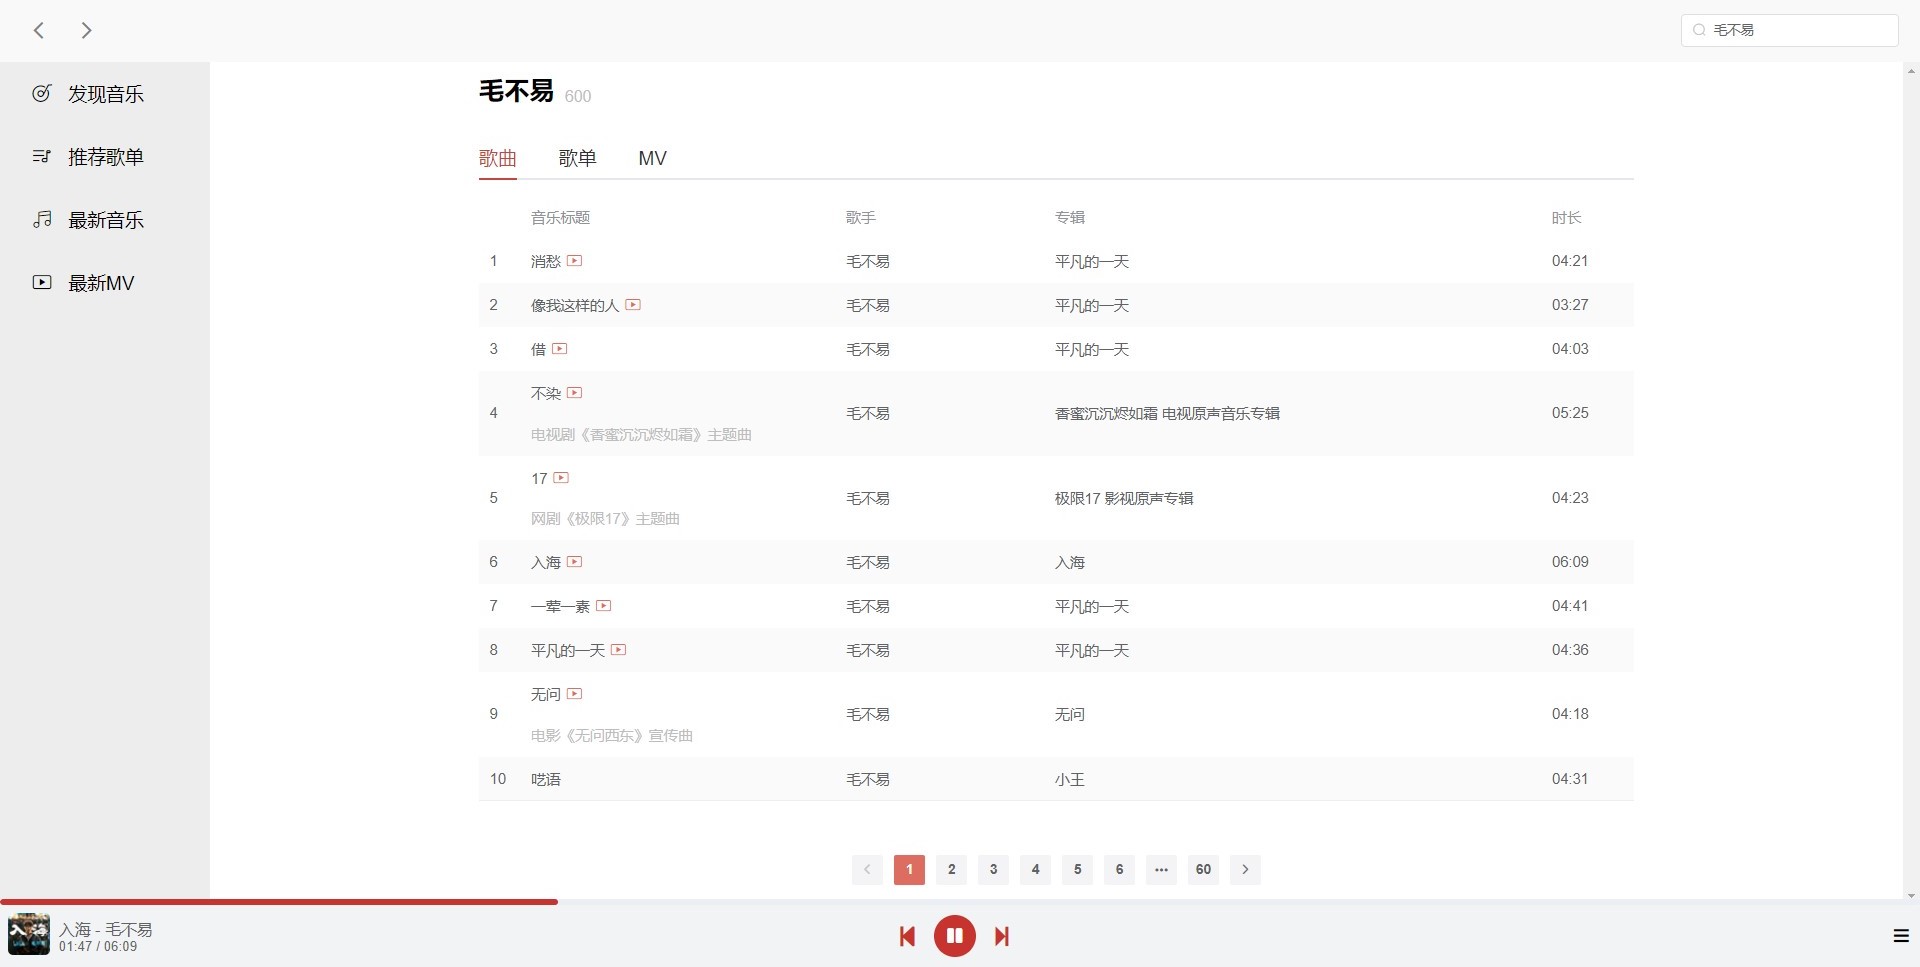 毛不易
发现音乐
推荐歌单
最新音乐
最新MV
毛不易 600
歌曲 歌单 MV
音乐标题 歌手 专辑 时长
1 消愁 毛不易 平凡的一天 04:21
2 像我这样的人 毛不易 平凡的一天 03:27
3 借 毛不易 平凡的一天 04:03
4 不染 毛不易 香蜜沉沉烬如霜 电视原声音乐专辑 05:25
电视剧《香蜜沉沉烬如霜》主题曲
5 17 毛不易 极限17 影视原声专辑 04:23
网剧《极限17》主题曲
6 入海 毛不易 入海 06:09
7 一荤一素 毛不易 平凡的一天 04:41
8 平凡的一天 毛不易 平凡的一天 04:36
9 无问 毛不易 无问 04:18
电影《无问西东》宣传曲
10 呓语 毛不易 小王 04:31
1 2 3 4 5 6 ··· 60
入海 - 毛不易
01:47 / 06:09